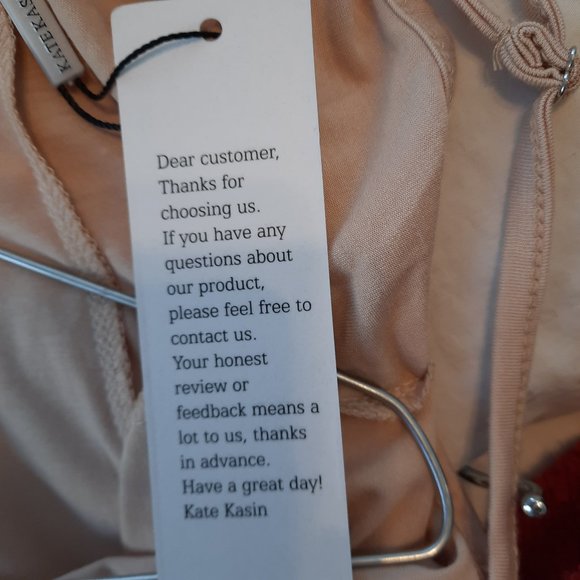 KATEKAS
Dear customer,
Thanks for
choosing us.
If you have any
questions about
our product,
please feel free to
contact us.
Your honest
review or
feedback means a
lot to us, thanks
in advance.
Have a great day!
Kate Kasin